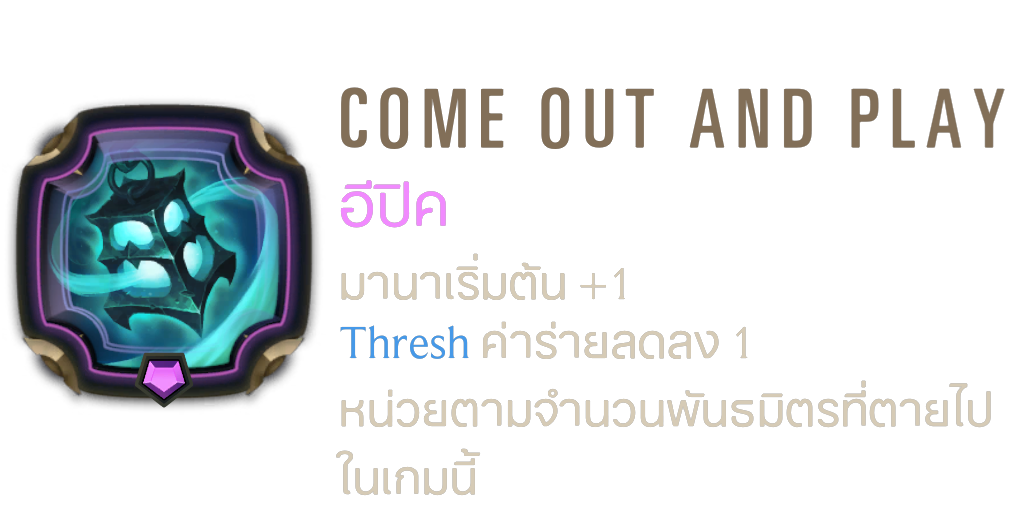 COME OUT AND PLAY
อีปิค
มานาเริ่มต้น +1
Thresh ค่าร่ายลดลง 1
หน่วยตามจำนวนพันธมิตรที่ตายไป
ในเกมนี้